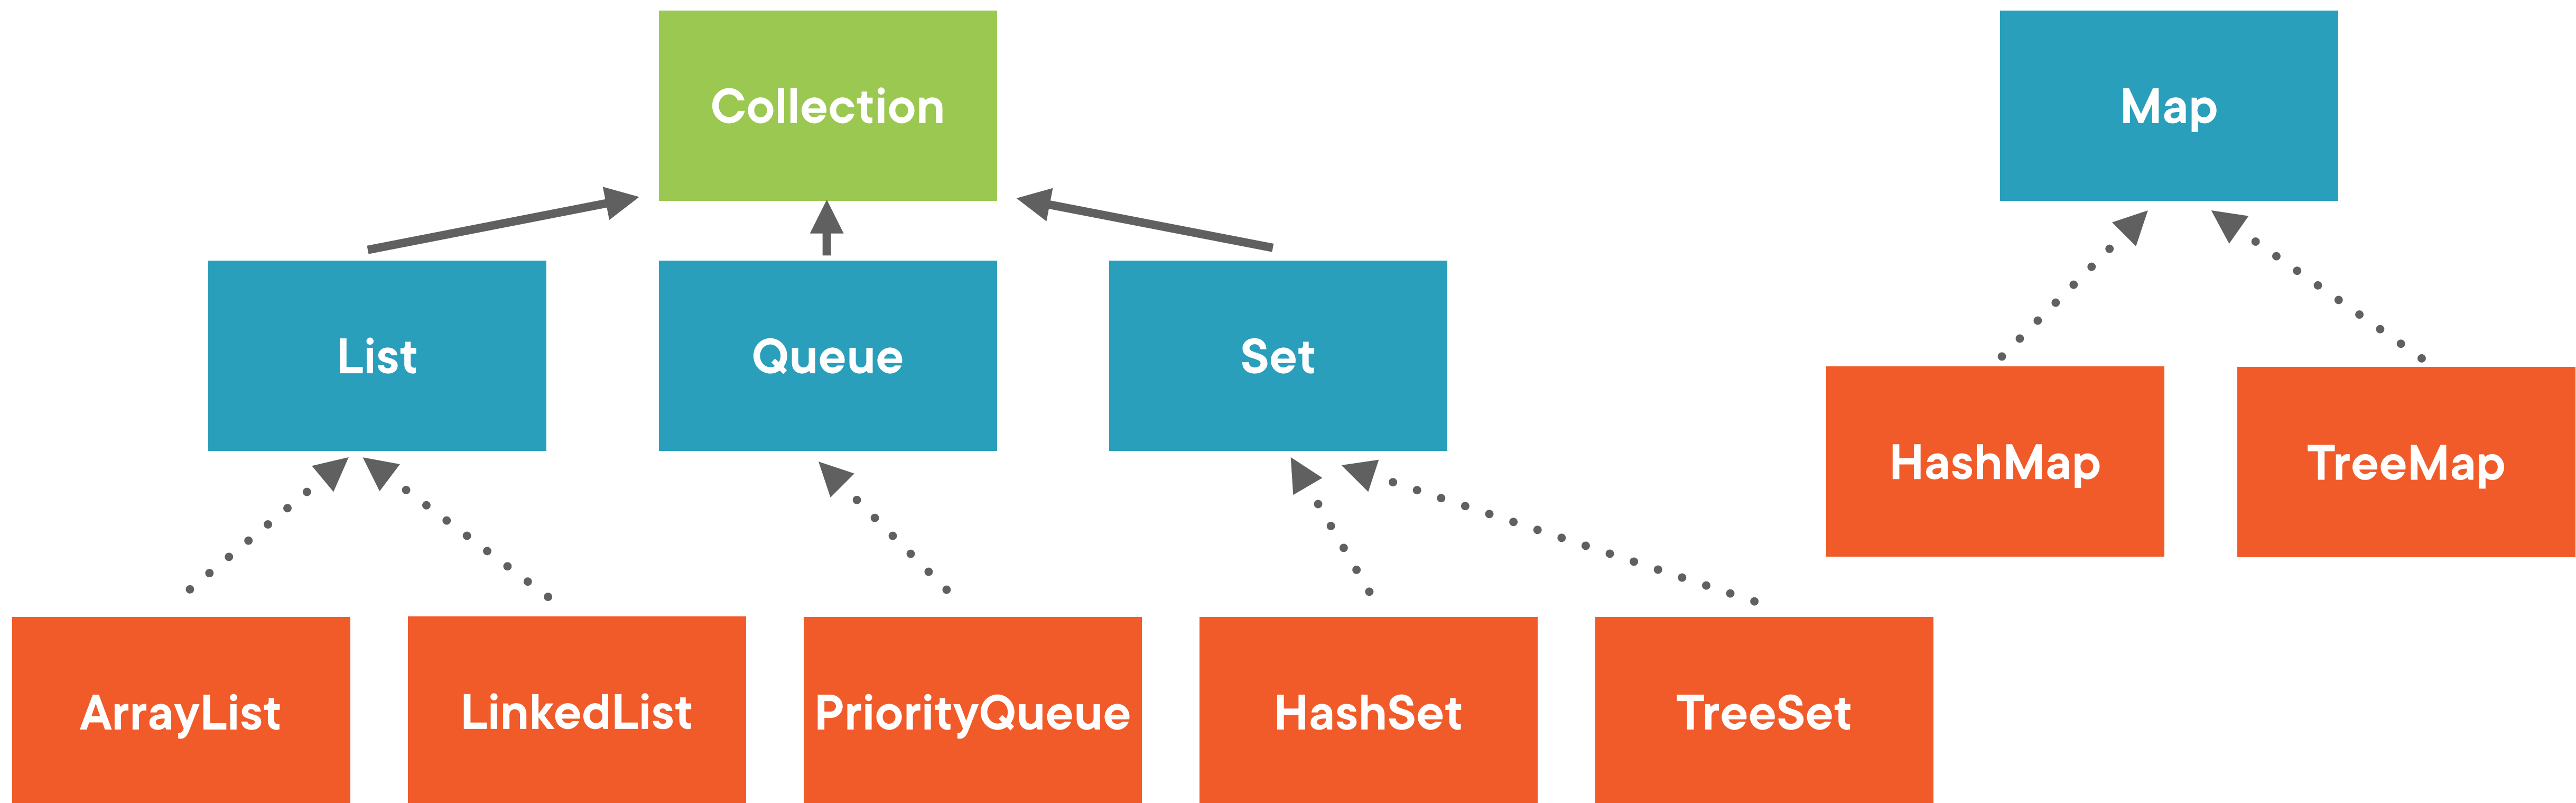 Collection
Map
List
Queue
Set
HashMap
TreeMap
ArrayList
LinkedList
PriorityQueue
HashSet
TreeSet